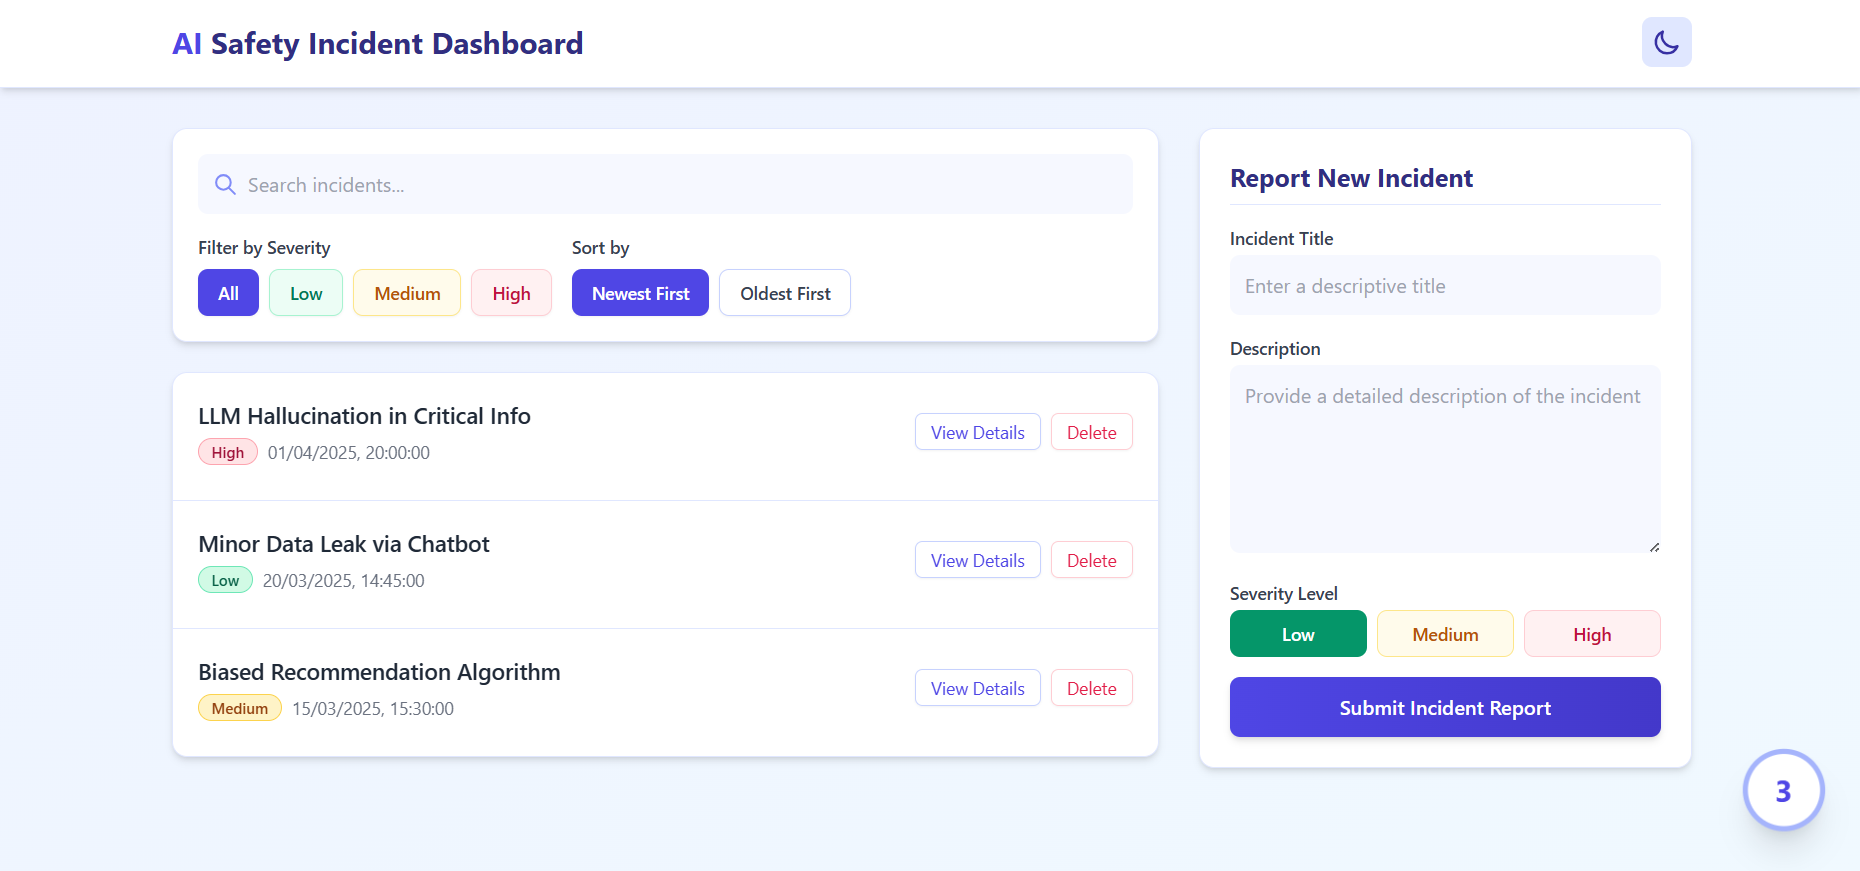 AI Safety Incident Dashboard
Search incidents...
Filter by Severity
Sort by
All
Low
Medium
High
Newest First
Oldest First
LLM Hallucination in Critical Info
High 01/04/2025, 20:00:00
View Details
Delete
Minor Data Leak via Chatbot
Low 20/03/2025, 14:45:00
View Details
Delete
Biased Recommendation Algorithm
Medium 15/03/2025, 15:30:00
View Details
Delete
Report New Incident
Incident Title
Enter a descriptive title
Description
Provide a detailed description of the incident
Severity Level
Low
Medium
High
Submit Incident Report
3